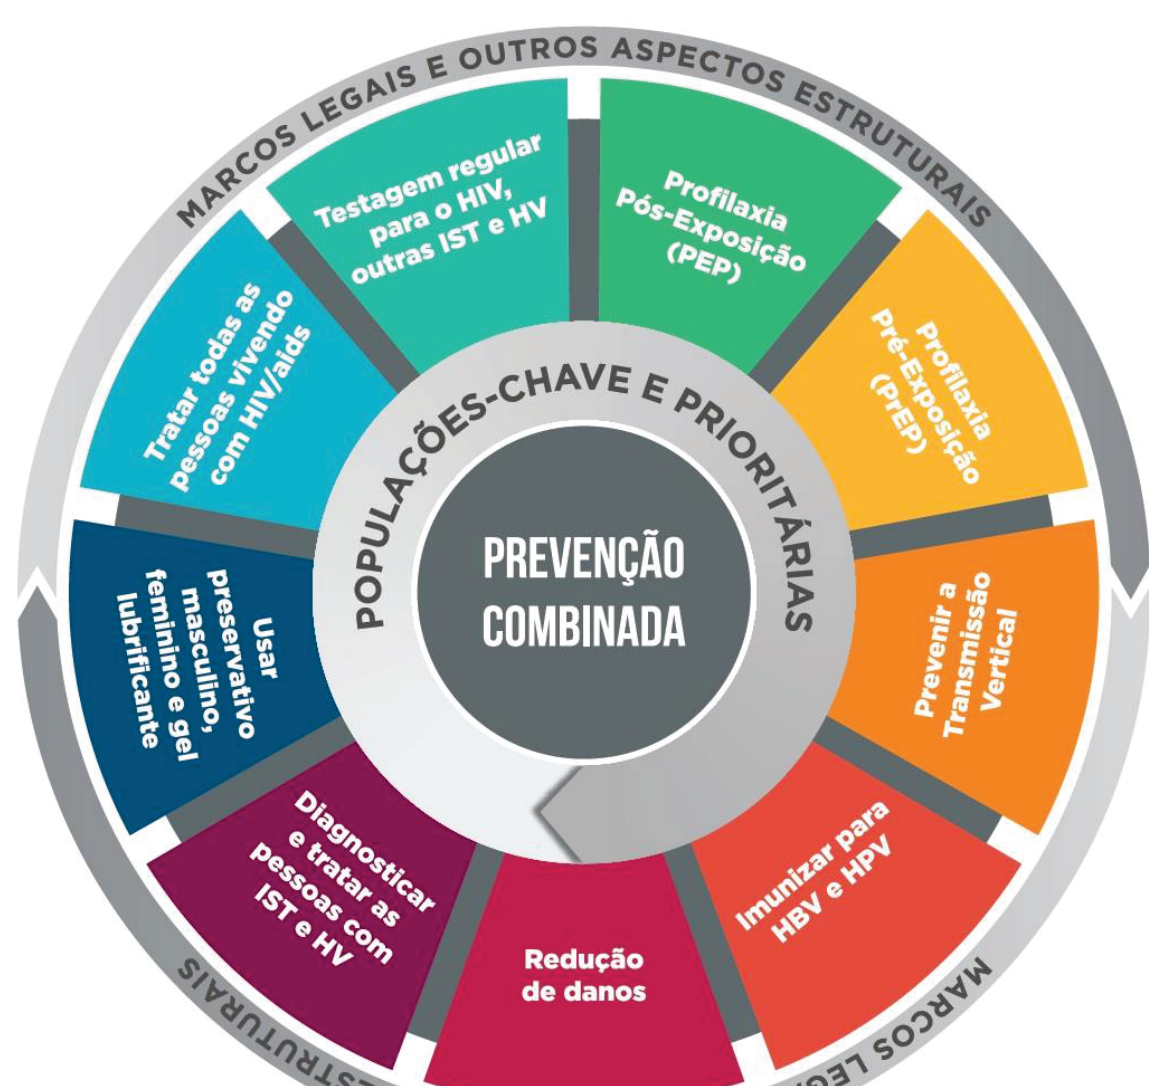 MARCOS LEGAIS E OUTROS ASPECTOS ESTRUTURAIS
Testagem regular
para o HIV,
outras IST e HV
Profilaxia
Pós-Exposição
(PEP)
Profilaxia
Pré-Exposição
(PrEP)
Prevenir a
Transmissão
Vertical
Imunizar para
HBV e HPV
Redução
de danos
Diagnosticar
e tratar as
pessoas com
IST e HV
Usar
preservativo
masculino,
feminino e gel
lubrificante
Tratar todas as
pessoas vivendo
com HIV/aids
POPULAÇÕES-CHAVE E PRIORITÁRIAS
PREVENÇÃO
COMBINADA
MARCOS
ESTRUTURAIS